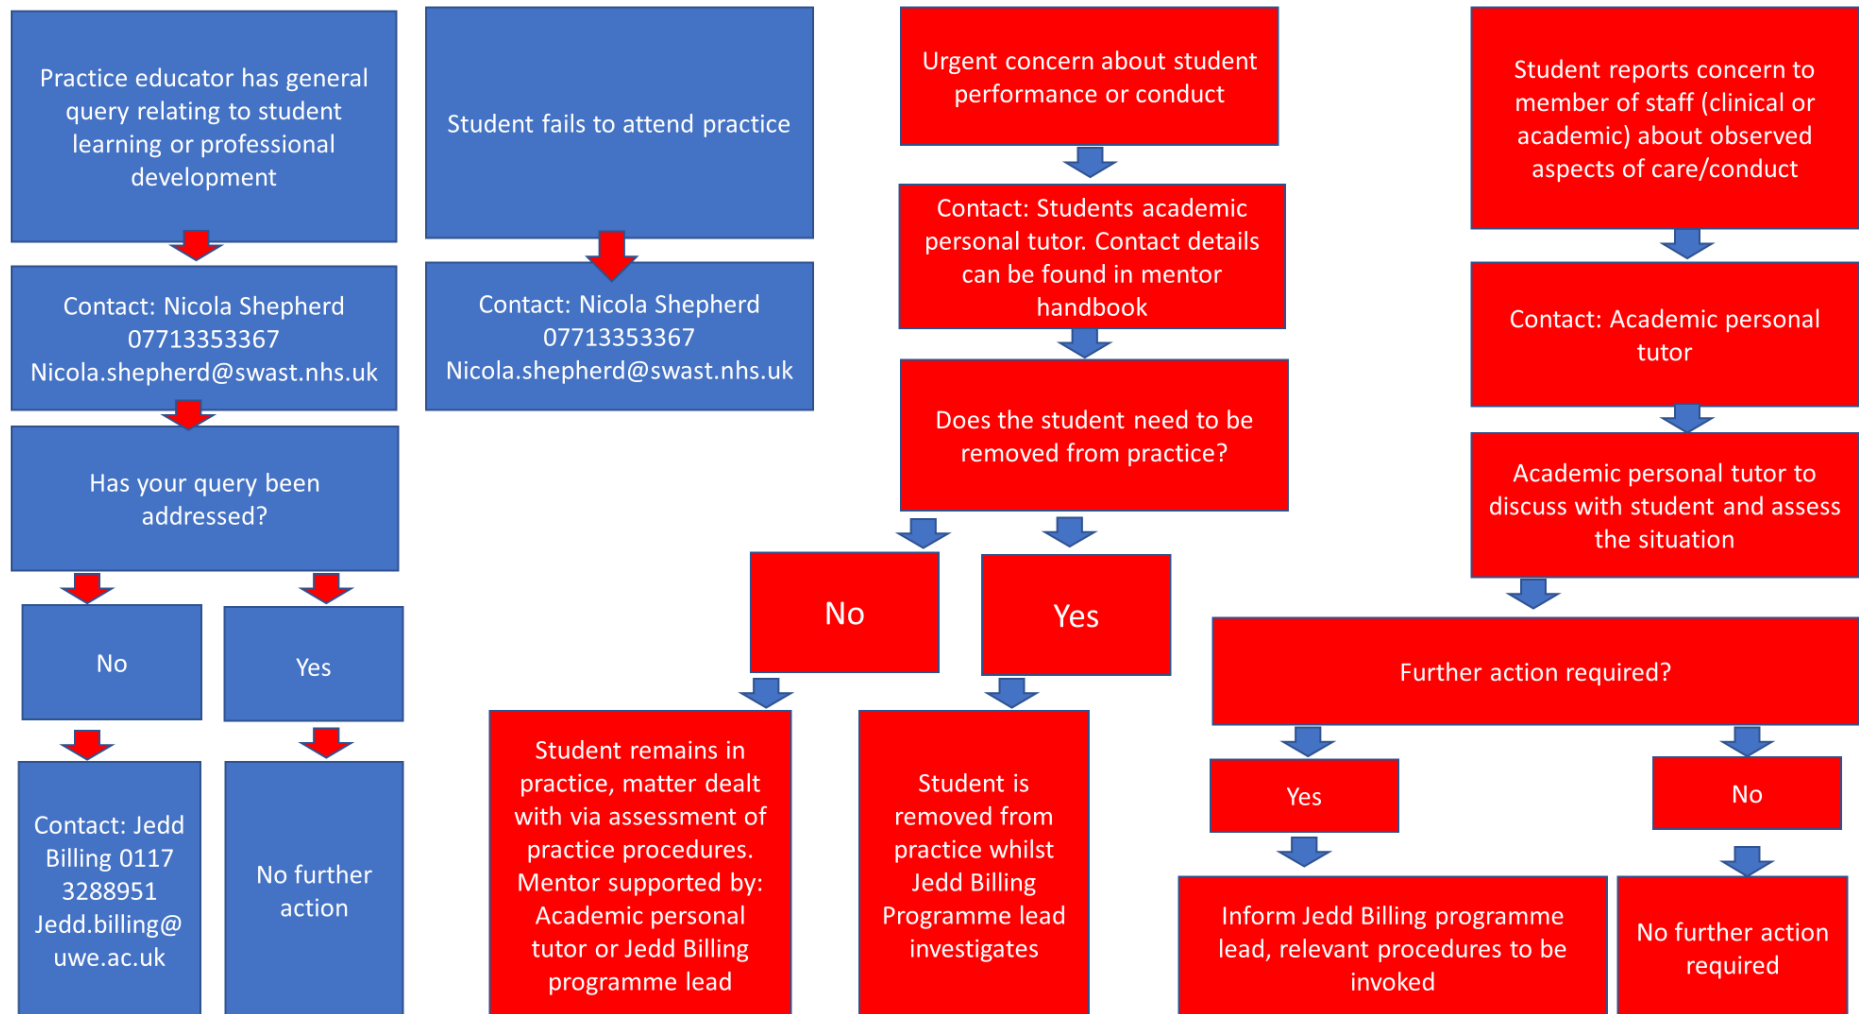 Practice educator has general
query relating to student
learning or professional
development
Contact: Nicola Shepherd
07713353367
Nicola.shepherd@swast.nhs.uk
Has your query been
addressed?
No
Yes
Contact: Jedd
Billing 0117
3288951
Jedd.billing@
uwe.ac.uk
No further
action
Student fails to attend practice
Contact: Nicola Shepherd
07713353367
Nicola.shepherd@swast.nhs.uk
Urgent concern about student
performance or conduct
Contact: Students academic
personal tutor. Contact details
can be found in mentor
handbook
Does the student need to be
removed from practice?
No
Yes
Student remains in
practice, matter dealt
with via assessment of
practice procedures.
Mentor supported by:
Academic personal
tutor or Jedd Billing
programme lead
Student is
removed from
practice whilst
Jedd Billing
Programme lead
investigates
Student reports concern to
member of staff (clinical or
academic) about observed
aspects of care/conduct
Contact: Academic personal
tutor
Academic personal tutor to
discuss with student and assess
the situation
Further action required?
Yes
No
Inform Jedd Billing programme
lead, relevant procedures to be
invoked
No further action
required